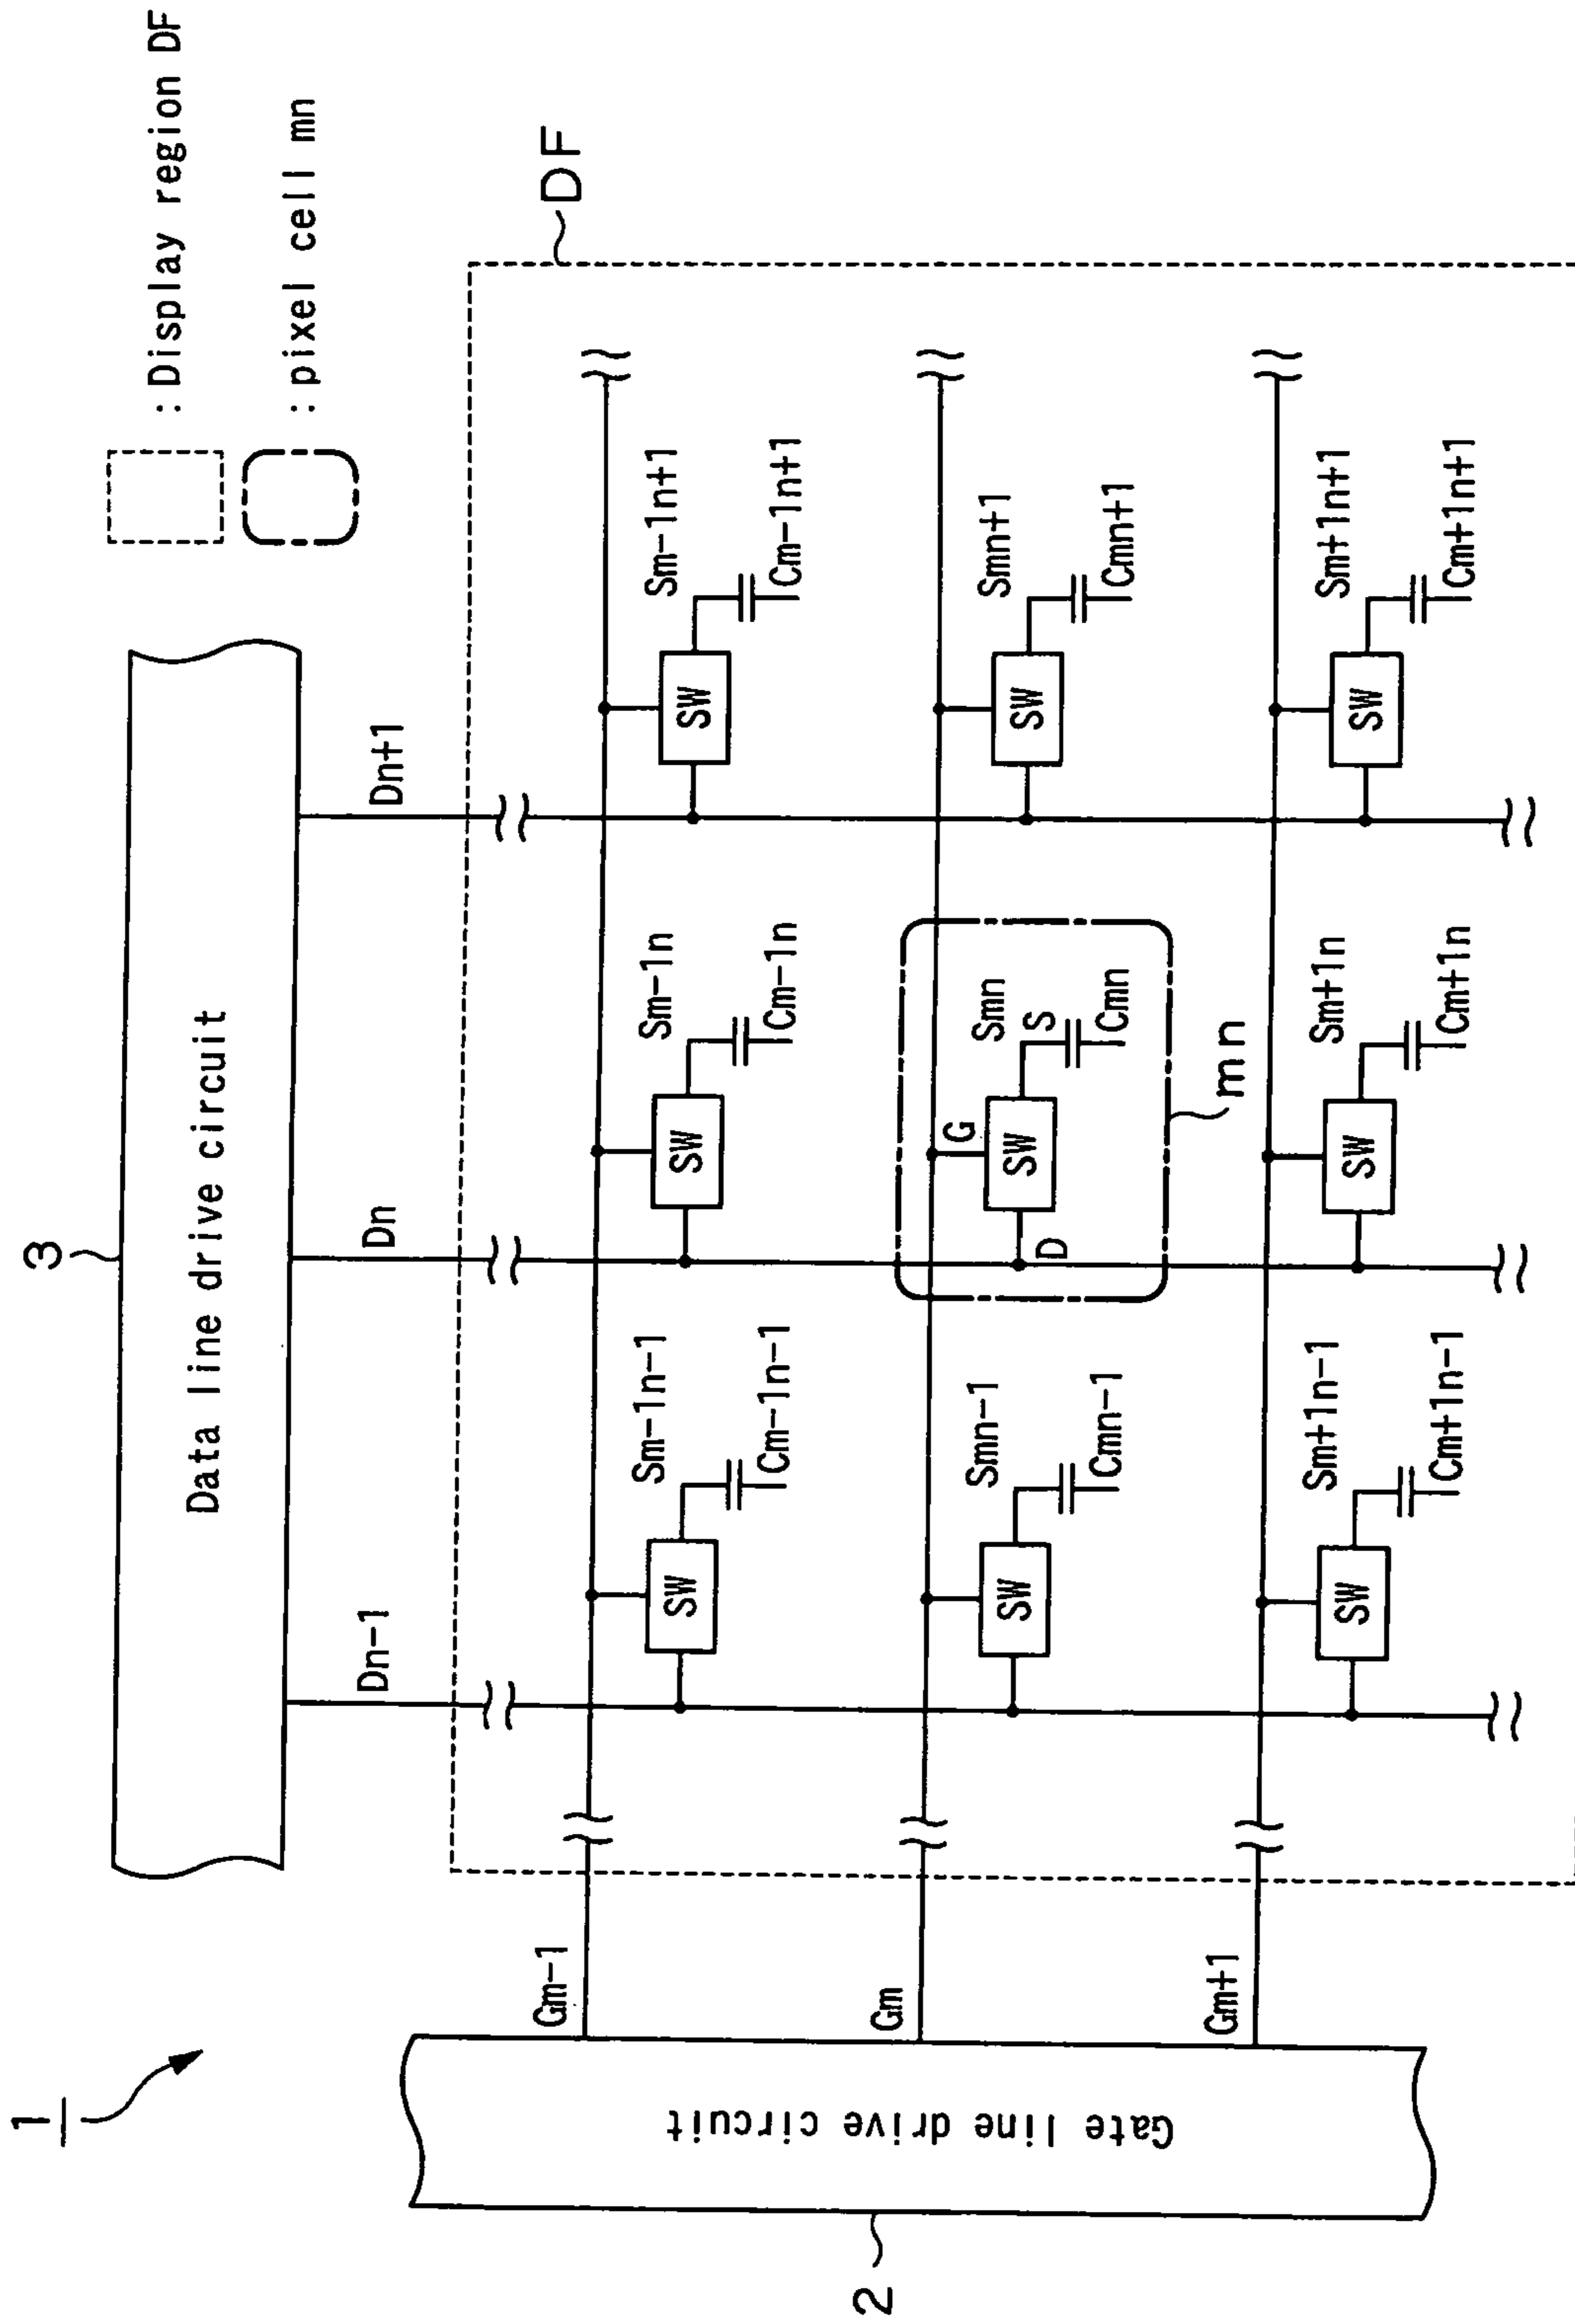 1
3
Data line drive circuit
:Display region DF
:pixel cell mn
Dn-1
Dn
Dn+1
DF
Gm-1
Sm-1n-1
Sm-1n
Sm-1n+1
SW
SW
SW
Cm-1n-1
Cm-1n
Cm-1n+1
2
Gate line drive circuit
Gm
G
Smn-1
Smn
Smn+1
SW
SW
SW
S
D
Cmn-1
Cmn
Cmn+1
mn
Gm+1
Sm+1n-1
Sm+1n
Sm+1n+1
SW
SW
SW
Cm+1n-1
Cm+1n
Cm+1n+1